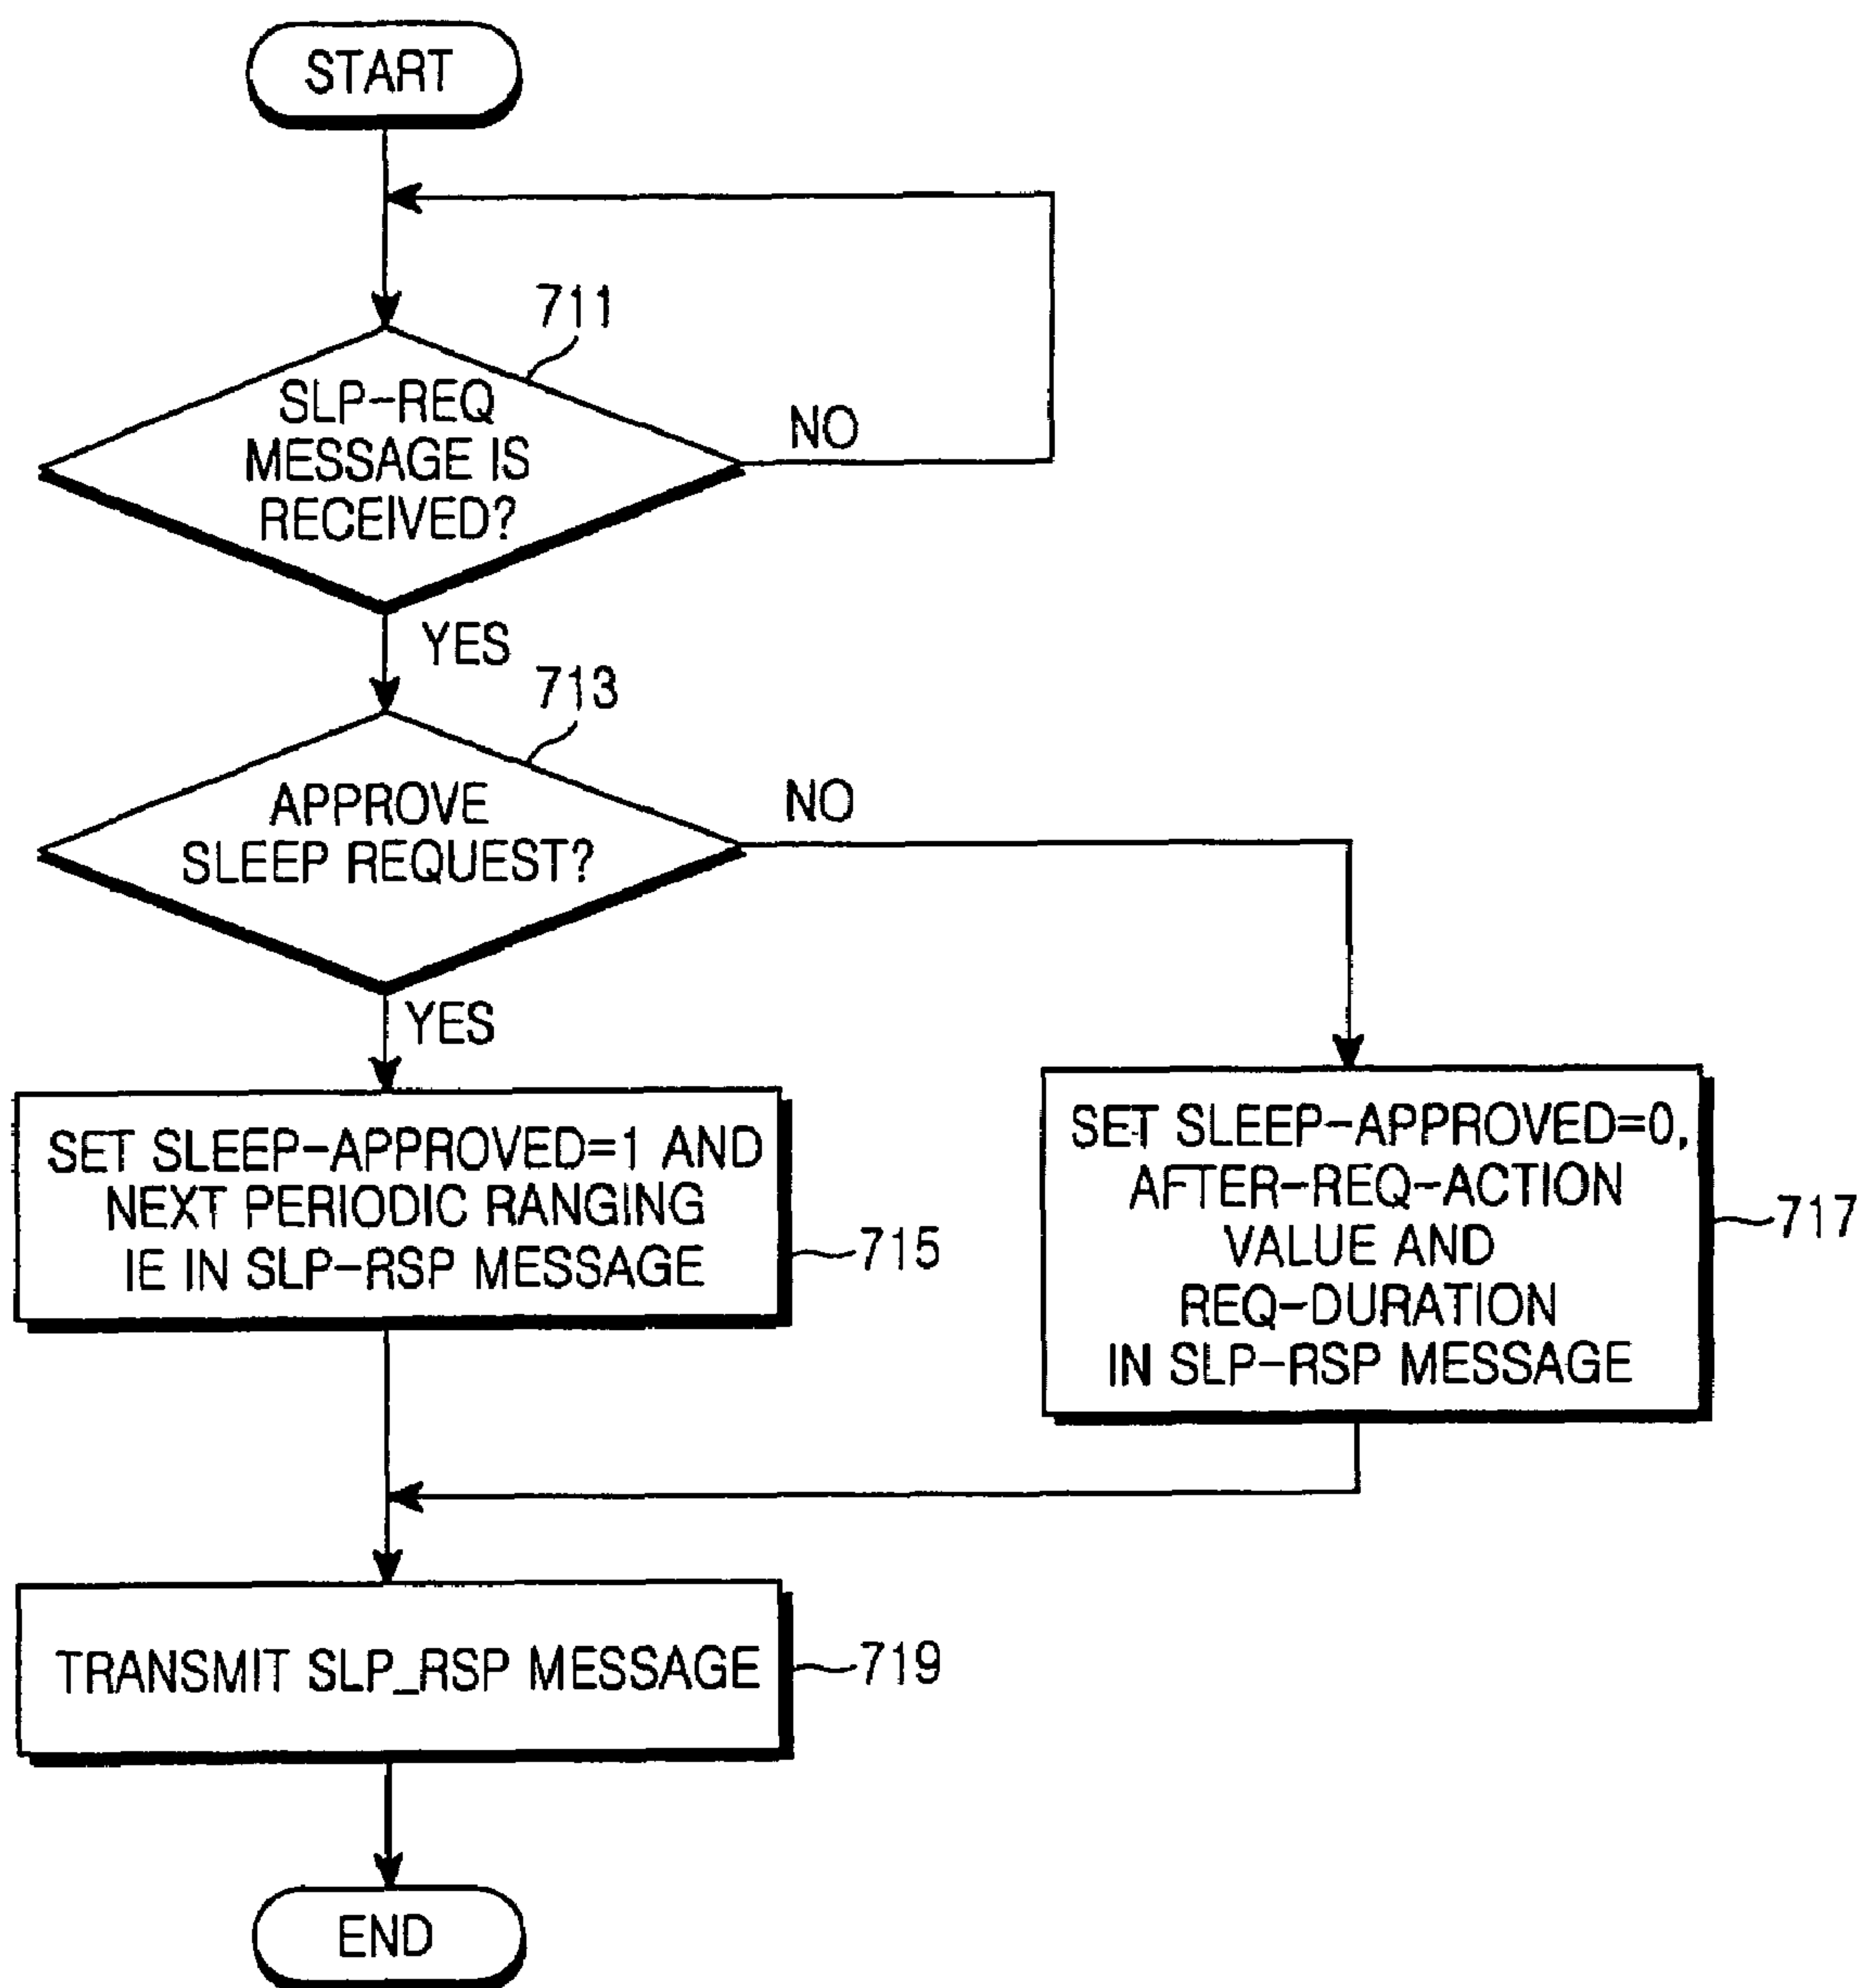 START
711
SLP-REQ
MESSAGE IS
RECEIVED?
NO
YES
713
APPROVE
SLEEP REQUEST?
NO
YES
SET SLEEP-APPROVED=1 AND
NEXT PERIODIC RANGING
IE IN SLP-RSP MESSAGE
715
SET SLEEP-APPROVED=0,
AFTER-REQ-ACTION
VALUE AND
REQ-DURATION
IN SLP-RSP MESSAGE
717
TRANSMIT SLP_RSP MESSAGE
719
END